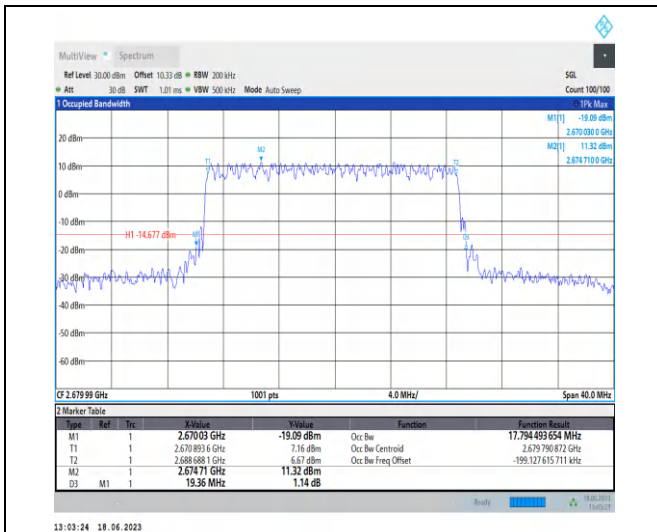 MultiView Spectrum
Ref Level 30.00 dBm Offset 10.33 dB RBW 200 kHz SGL
Att 30 dB SWT 1.01 ms VBW 500 kHz Mode Auto Sweep Count 100/100
1 Occupied Bandwidth 1Pk Max
M1[1] -19.09 dBm
2.670 030 0 GHz
M2[1] 11.32 dBm
2.674 710 0 GHz
20 dBm
10 dBm
0 dBm
-10 dBm
-20 dBm
-30 dBm
-40 dBm
-50 dBm
-60 dBm
T1
M2
T2
H1 -14.677 dBm
CF 2.679 99 GHz 1001 pts 4.0 MHz/ Span 40.0 MHz
2 Marker Table
Type Ref Trc X-Value Y-Value Function Function Result
M1 1 2.67003 GHz -19.09 dBm Occ Bw 17.794 493 654 MHz
T1 1 2.670 893 6 GHz 7.16 dBm Occ Bw Centroid 2.679 790 872 GHz
T2 1 2.688 688 1 GHz 6.67 dBm Occ Bw Freq Offset -199.127 615 711 kHz
M2 1 2.67471 GHz 11.32 dBm
D3 M1 1 19.36 MHz 1.14 dB
Ready
13:03:24 18.06.2023